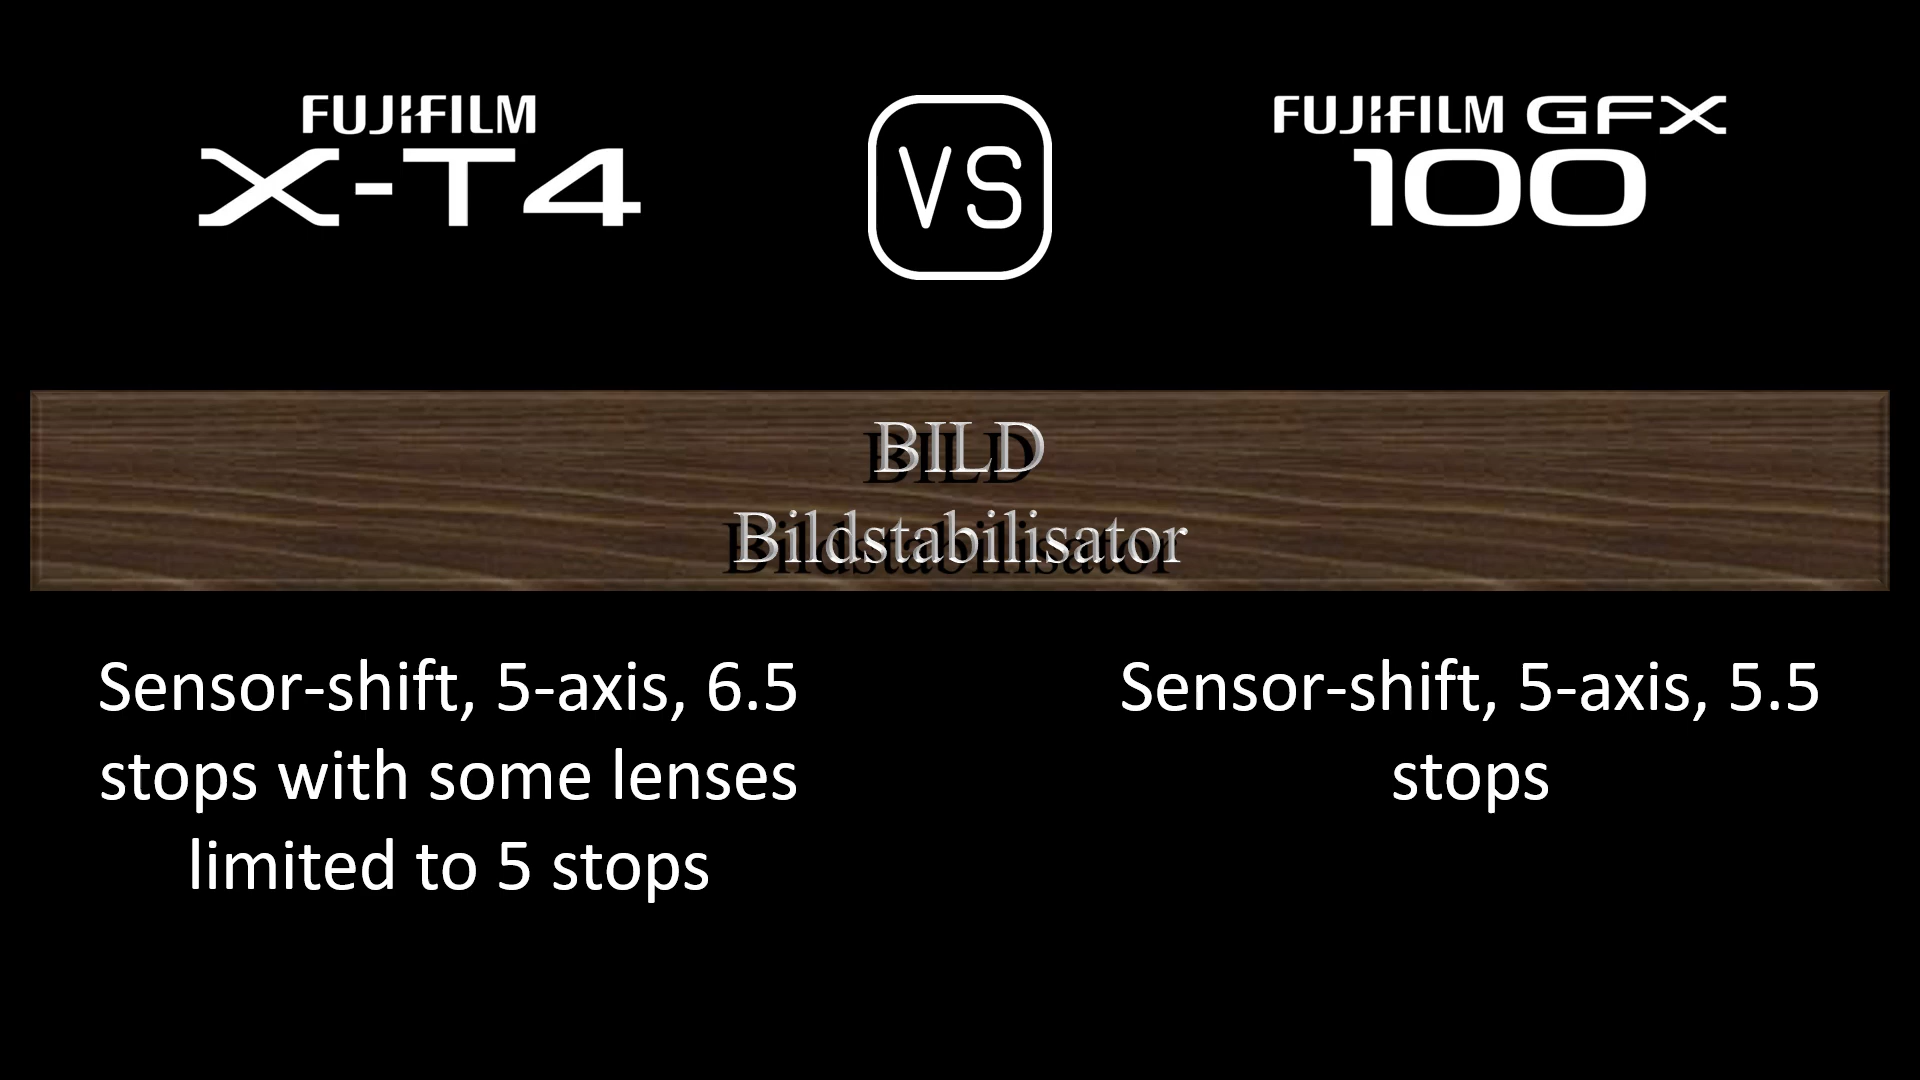 FUJIFILM
X-T4
VS
FUJIFILM GFX
100
BILD
Bildstabilisator
Sensor-shift, 5-axis, 6.5
stops with some lenses
limited to 5 stops
Sensor-shift, 5-axis, 5.5
stops